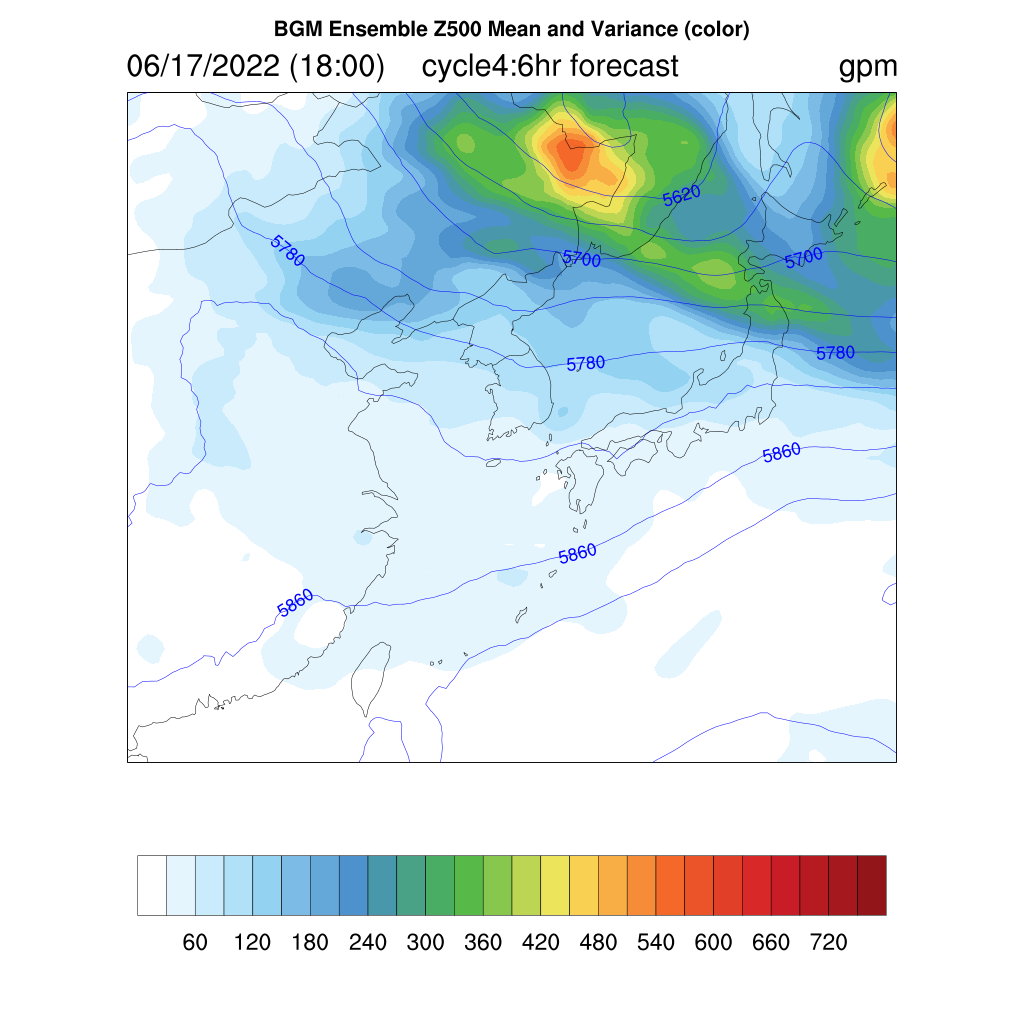 BGM Ensemble Z500 Mean and Variance (color)
06/17/2022 (18:00) cycle4:6hr forecast gpm
5620
5780 5700 5700
5780 5780
5860
5860
5860
60 120 180 240 300 360 420 480 540 600 660 720